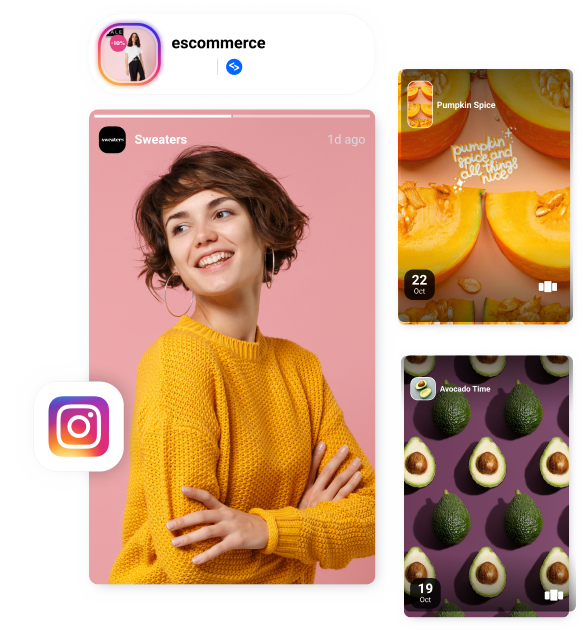 SALE
-10%
escommerce
sweaters
Sweaters
1d ago
Pumpkin Spice
pumpkin
spice and
all things
nice
22
Oct
Avocado Time
19
Oct